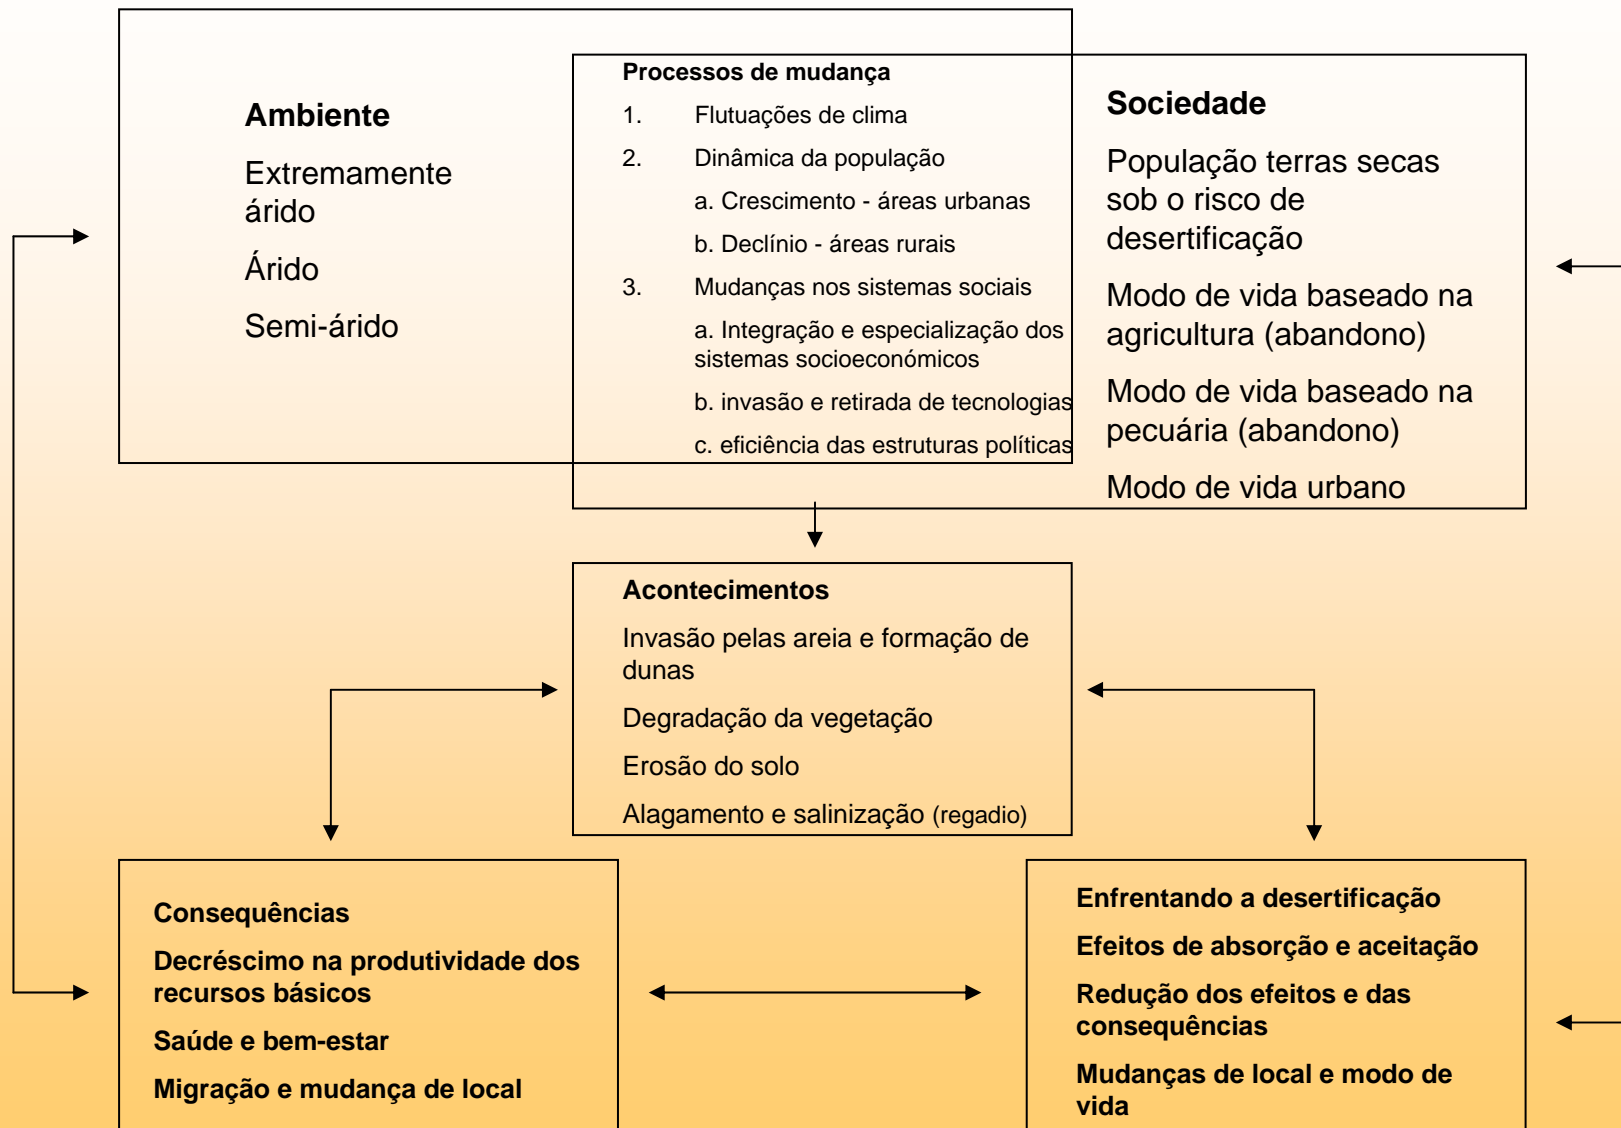 Ambiente
Extremamente
árido
Árido
Semi-árido
Processos de mudança
1. Flutuações de clima
2. Dinâmica da população
a. Crescimento - áreas urbanas
b. Declínio - áreas rurais
3. Mudanças nos sistemas sociais
a. Integração e especialização dos
sistemas socioeconómicos
b. invasão e retirada de tecnologias
c. eficiência das estruturas políticas
Sociedade
População terras secas
sob o risco de
desertificação
Modo de vida baseado na
agricultura (abandono)
Modo de vida baseado na
pecuária (abandono)
Modo de vida urbano
Acontecimentos
Invasão pelas areia e formação de
dunas
Degradação da vegetação
Erosão do solo
Alagamento e salinização (regadio)
Consequências
Decréscimo na produtividade dos
recursos básicos
Saúde e bem-estar
Migração e mudança de local
Enfrentando a desertificação
Efeitos de absorção e aceitação
Redução dos efeitos e das
consequências
Mudanças de local e modo de
vida